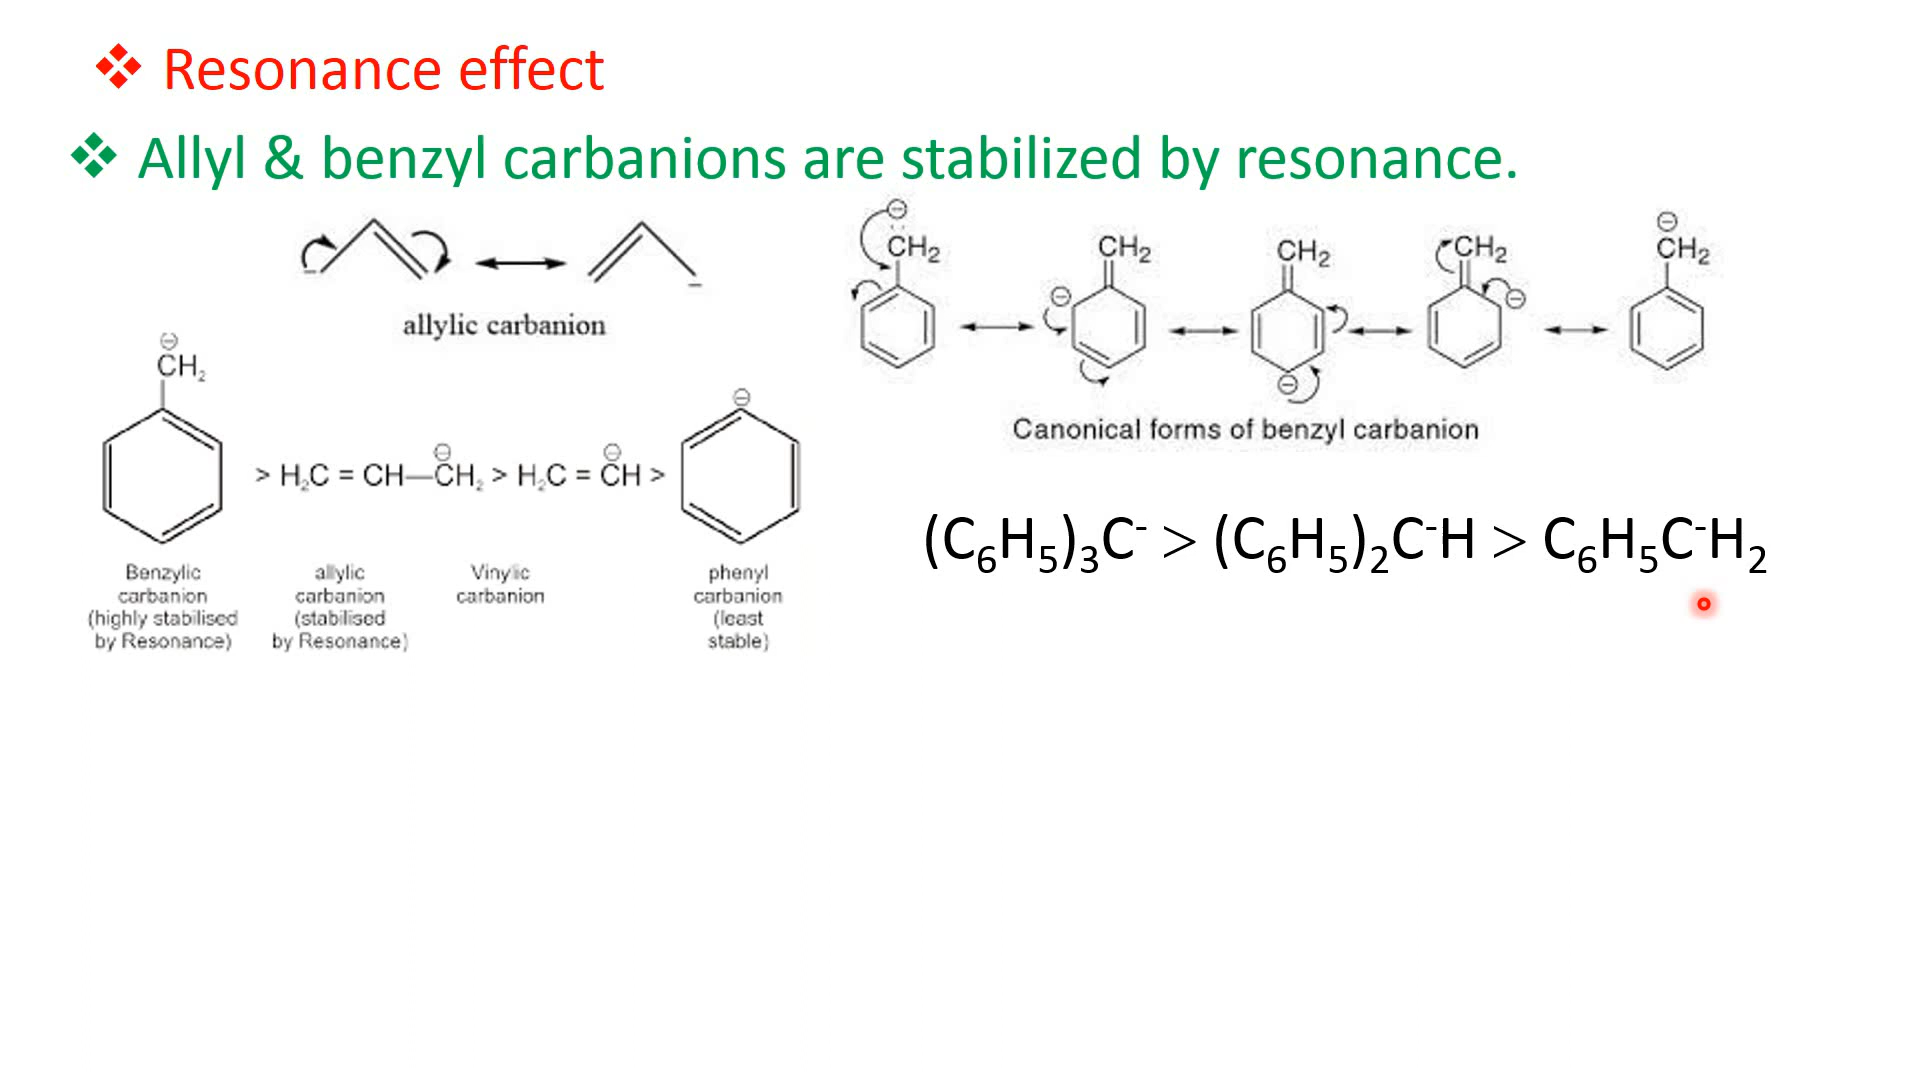 ❖ Resonance effect
❖ Allyl & benzyl carbanions are stabilized by resonance.
allylic carbanion
⊖ CH₂ CH₂ CH₂ CH₂ ⊖ CH₂
⊖ ⊖ ⊖
Canonical forms of benzyl carbanion
⊖ CH₂ > H₂C = CH—C⊖H₂ > H₂C = C⊖H > ⊖
Benzylic carbanion (highly stabilised by Resonance)
allylic carbanion (stabilised by Resonance)
Vinylic carbanion
phenyl carbanion (least stable)
(C₆H₅)₃C⁻ > (C₆H₅)₂C⁻H > C₆H₅C⁻H₂